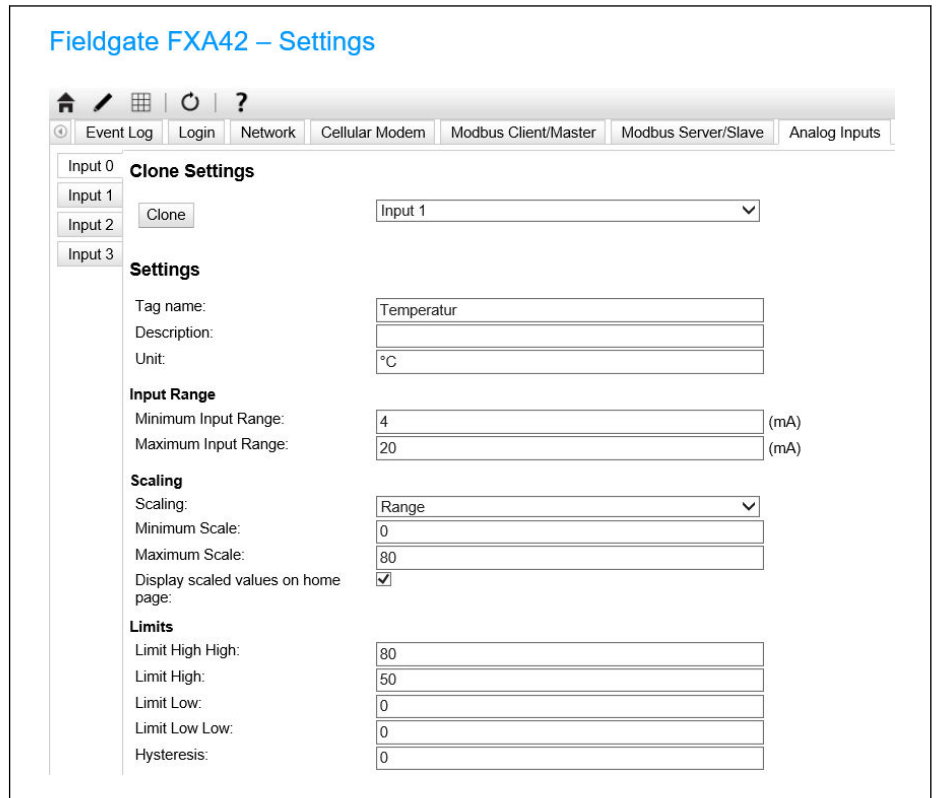 Fieldgate FXA42 – Settings
?
Event Log Login Network Cellular Modem Modbus Client/Master Modbus Server/Slave Analog Inputs
Input 0
Input 1
Input 2
Input 3
Clone Settings
Clone Input 1
Settings
Tag name: Temperatur
Description:
Unit: °C
Input Range
Minimum Input Range: 4 (mA)
Maximum Input Range: 20 (mA)
Scaling
Scaling: Range
Minimum Scale: 0
Maximum Scale: 80
Display scaled values on home
page:
Limits
Limit High High: 80
Limit High: 50
Limit Low: 0
Limit Low Low: 0
Hysteresis: 0